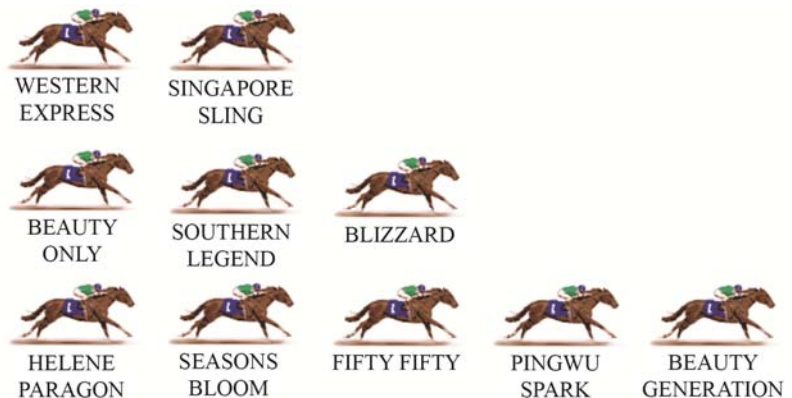 WESTERN
EXPRESS
SINGAPORE
SLING
BEAUTY
ONLY
SOUTHERN
LEGEND
BLIZZARD
HELENE
PARAGON
SEASONS
BLOOM
FIFTY FIFTY
PINGWU
SPARK
BEAUTY
GENERATION